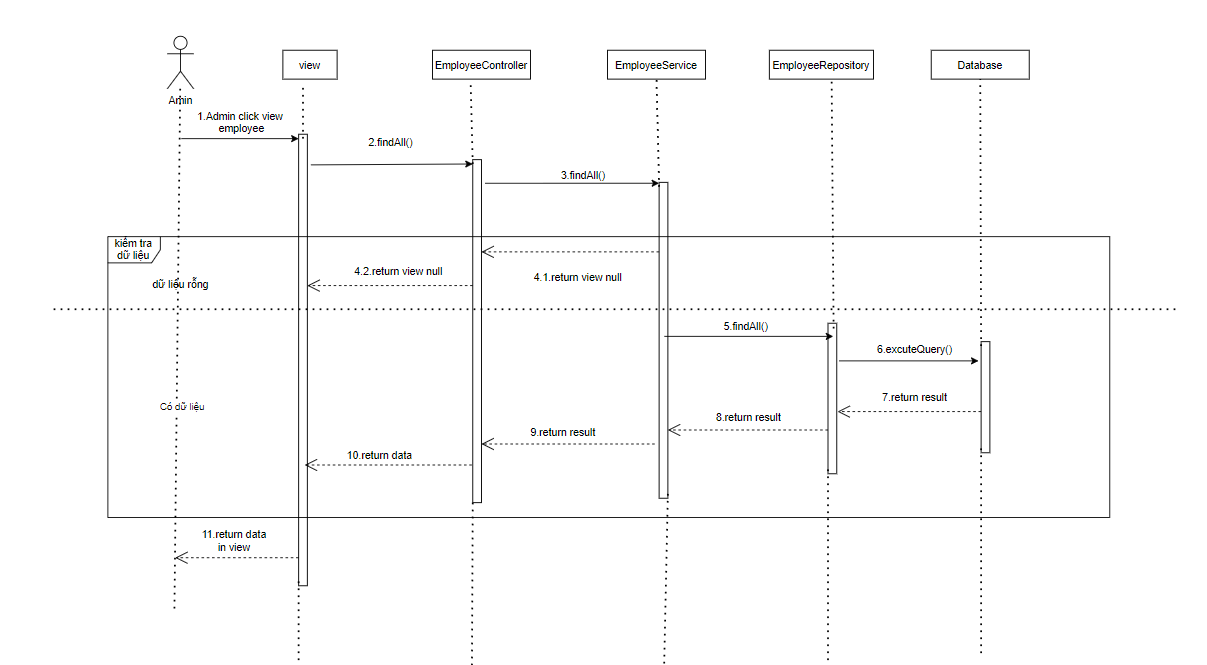 view
EmployeeController
EmployeeService
EmployeeRepository
Database
Amin
1.Admin click view
employee
2.findAll()
3.findAll()
kiểm tra
dữ liệu
4.2.return view null
4.1.return view null
dữ liệu rỗng
5.findAll()
6.excuteQuery()
7.return result
Có dữ liệu
8.return result
9.return result
10.return data
11.return data
in view